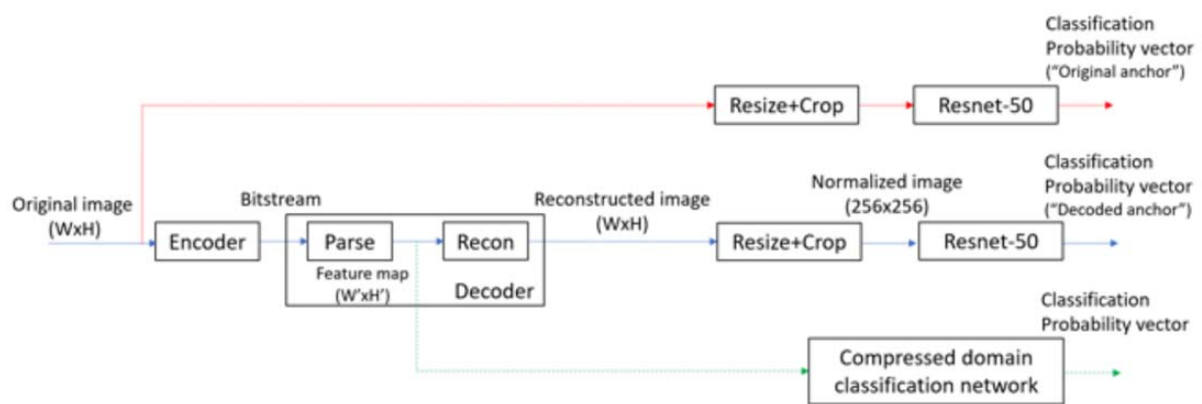 Classification
Probability vector
(“Original anchor”)
Resize+Crop
Resnet-50
Original image
(WxH)
Bitstream
Encoder
Parse
Recon
Feature map
(W'xH')
Decoder
Reconstructed image
(WxH)
Resize+Crop
Normalized image
(256x256)
Resnet-50
Classification
Probability vector
(“Decoded anchor”)
Classification
Probability vector
Compressed domain
classification network